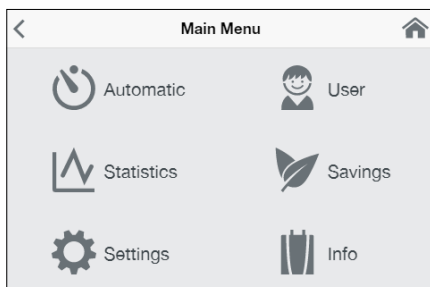 Main Menu
Automatic
User
Statistics
Savings
Settings
Info